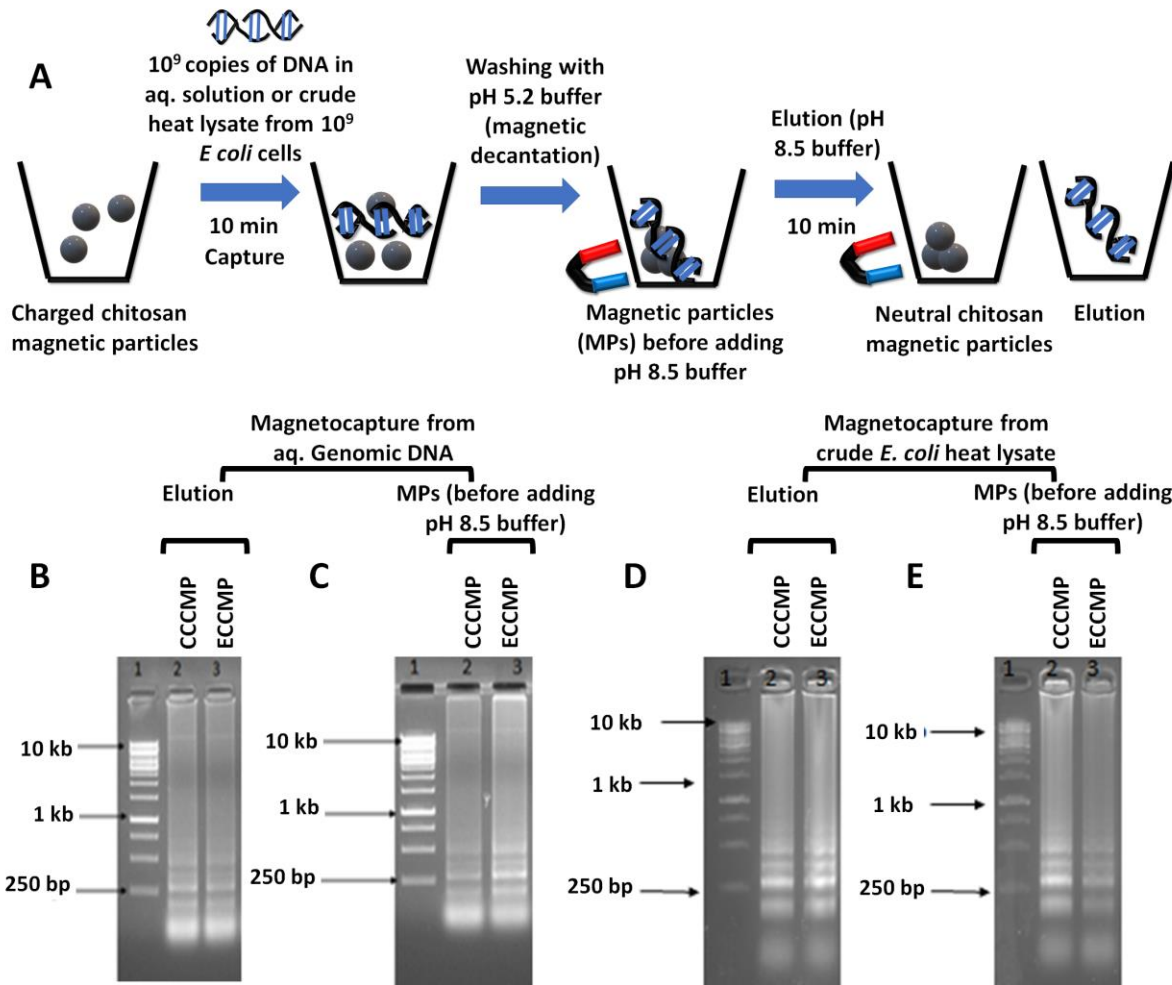 A
10⁹ copies of DNA in
aq. solution or crude
heat lysate from 10⁹
E coli cells
10 min
Capture
Washing with
pH 5.2 buffer
(magnetic
decantation)
Elution (pH
8.5 buffer)
10 min
Charged chitosan
magnetic particles
Magnetic particles
(MPs) before adding
pH 8.5 buffer
Neutral chitosan
magnetic particles
Elution
Magnetocapture from
aq. Genomic DNA
Elution
MPs (before adding
pH 8.5 buffer)
Magnetocapture from
crude E. coli heat lysate
Elution
MPs (before adding
pH 8.5 buffer)
B
CCCMP
ECCMP
1 2 3
10 kb
1 kb
250 bp
C
CCCMP
ECCMP
1 2 3
10 kb
1 kb
250 bp
D
CCCMP
ECCMP
1 2 3
10 kb
1 kb
250 bp
E
CCCMP
ECCMP
1 2 3
10 kb
1 kb
250 bp